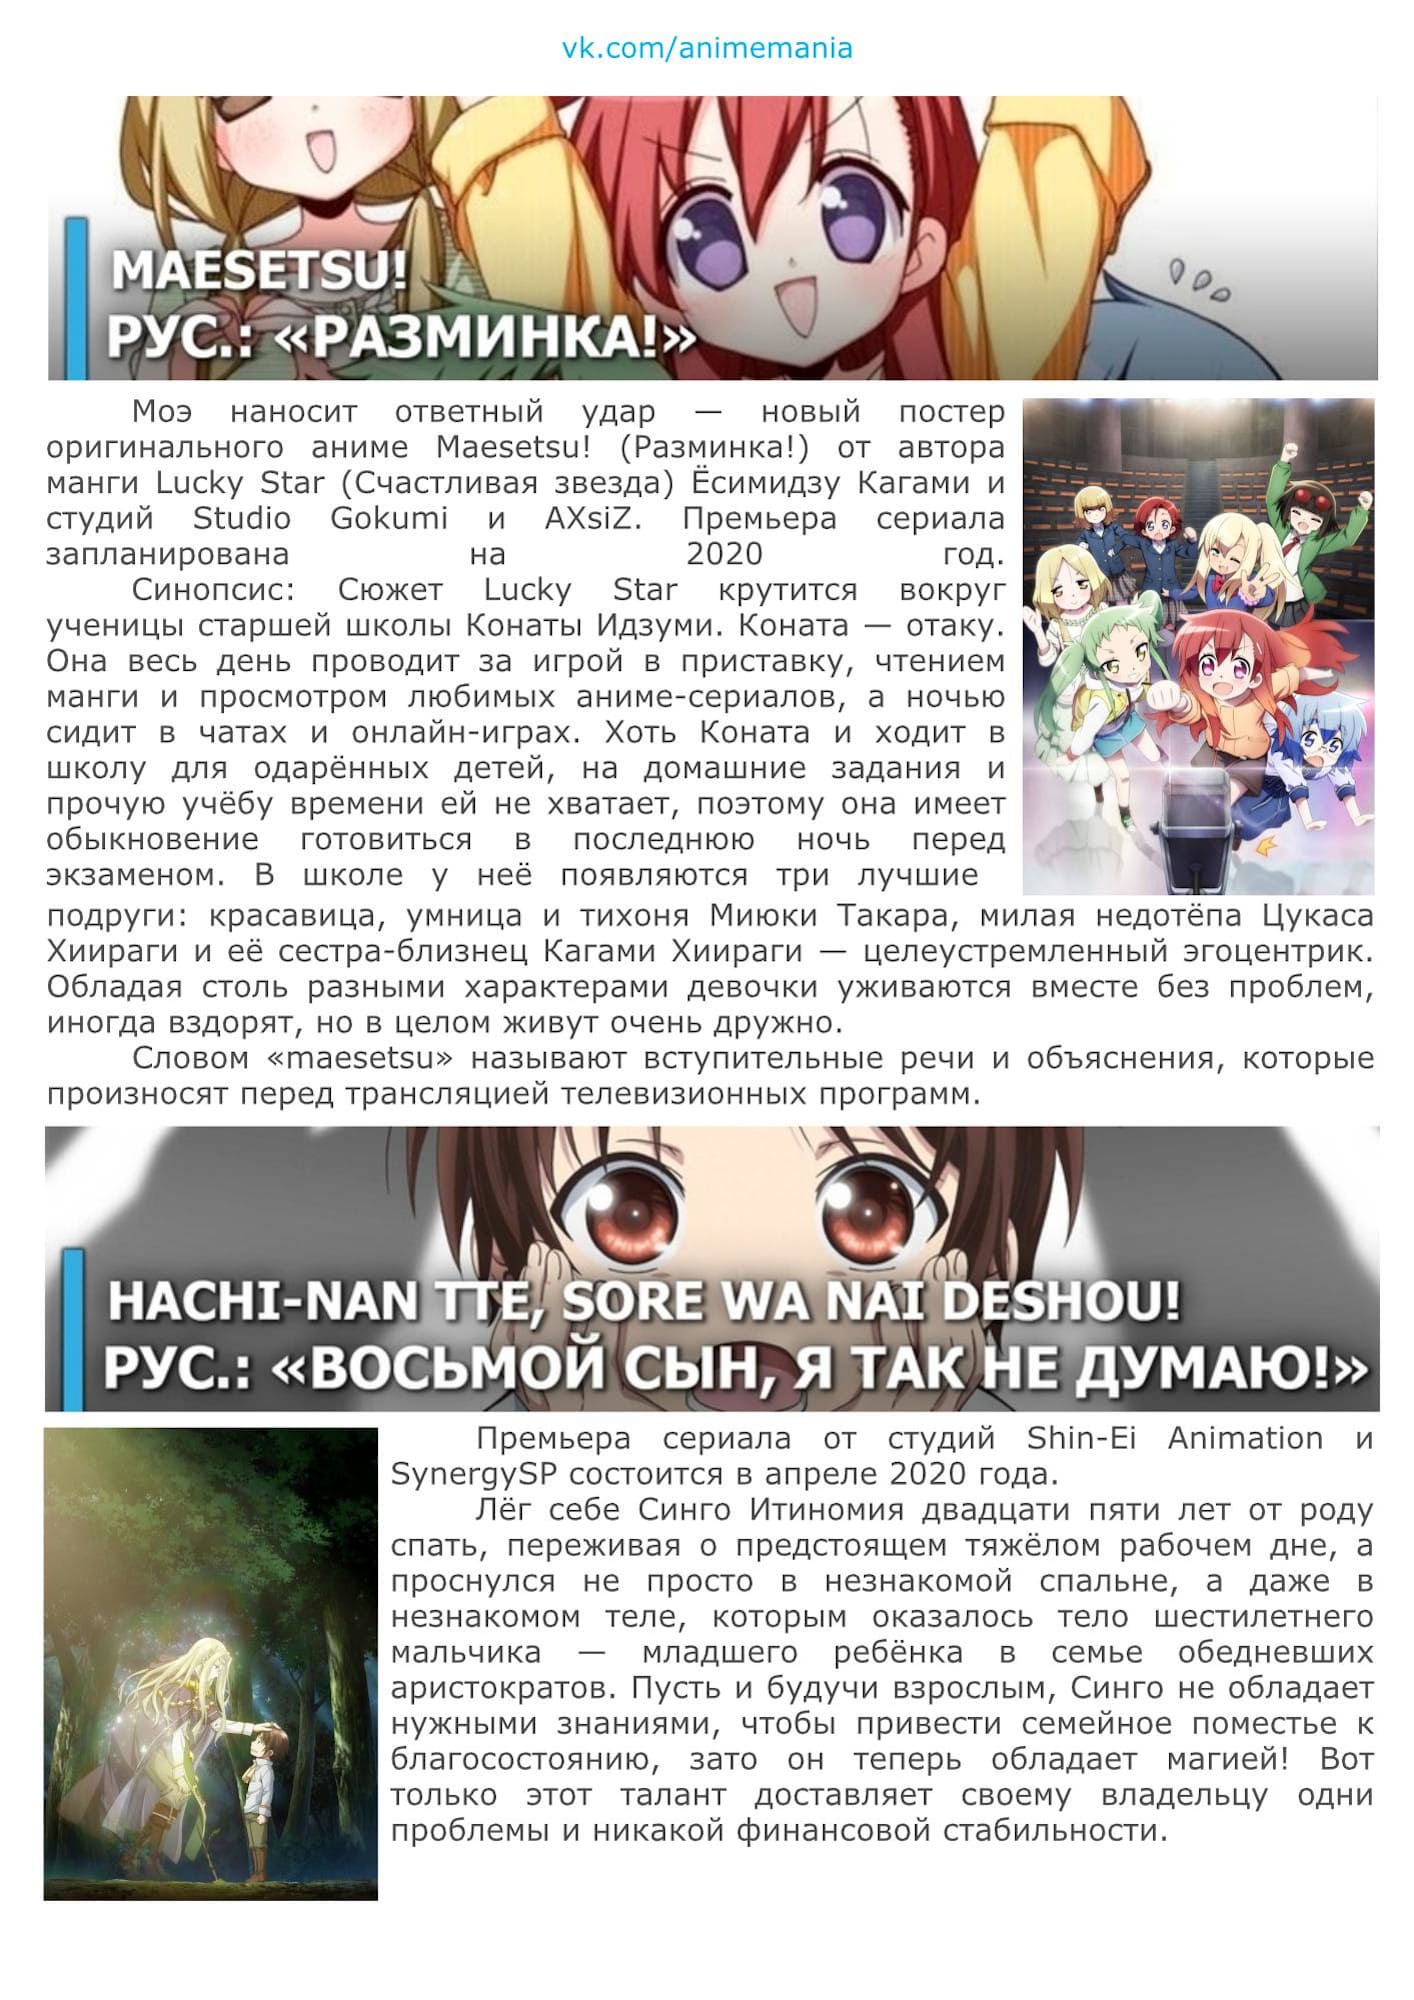 vk.com/animemania
MAESETSU!
РУС.: «РАЗМИНКА!»
Моэ наносит ответный удар — новый постер
оригинального аниме Maesetsu! (Разминка!) от автора
манги Lucky Star (Счастливая звезда) Ёсимидзу Кагами и
студий Studio Gokumi и AXsiZ. Премьера сериала
запланирована на 2020 год.
Синопсис: Сюжет Lucky Star крутится вокруг
ученицы старшей школы Конаты Идзуми. Коната — отаку.
Она весь день проводит за игрой в приставку, чтением
манги и просмотром любимых аниме-сериалов, а ночью
сидит в чатах и онлайн-играх. Хоть Коната и ходит в
школу для одарённых детей, на домашние задания и
прочую учёбу времени ей не хватает, поэтому она имеет
обыкновение готовиться в последнюю ночь перед
экзаменом. В школе у неё появляются три лучшие
подруги: красавица, умница и тихоня Миюки Такара, милая недотёпа Цукаса
Хиираги и её сестра-близнец Кагами Хиираги — целеустремленный эгоцентрик.
Обладая столь разными характерами девочки уживаются вместе без проблем,
иногда вздорят, но в целом живут очень дружно.
Словом «maesetsu» называют вступительные речи и объяснения, которые
произносят перед трансляцией телевизионных программ.
HACHI-NAN TTE, SORE WA NAI DESHOU!
РУС.: «ВОСЬМОЙ СЫН, Я ТАК НЕ ДУМАЮ!»
Премьера сериала от студий Shin-Ei Animation и
SynergySP состоится в апреле 2020 года.
Лёг себе Синго Итиномия двадцати пяти лет от роду
спать, переживая о предстоящем тяжёлом рабочем дне, а
проснулся не просто в незнакомой спальне, а даже в
незнакомом теле, которым оказалось тело шестилетнего
мальчика — младшего ребёнка в семье обедневших
аристократов. Пусть и будучи взрослым, Синго не обладает
нужными знаниями, чтобы привести семейное поместье к
благосостоянию, зато он теперь обладает магией! Вот
только этот талант доставляет своему владельцу одни
проблемы и никакой финансовой стабильности.